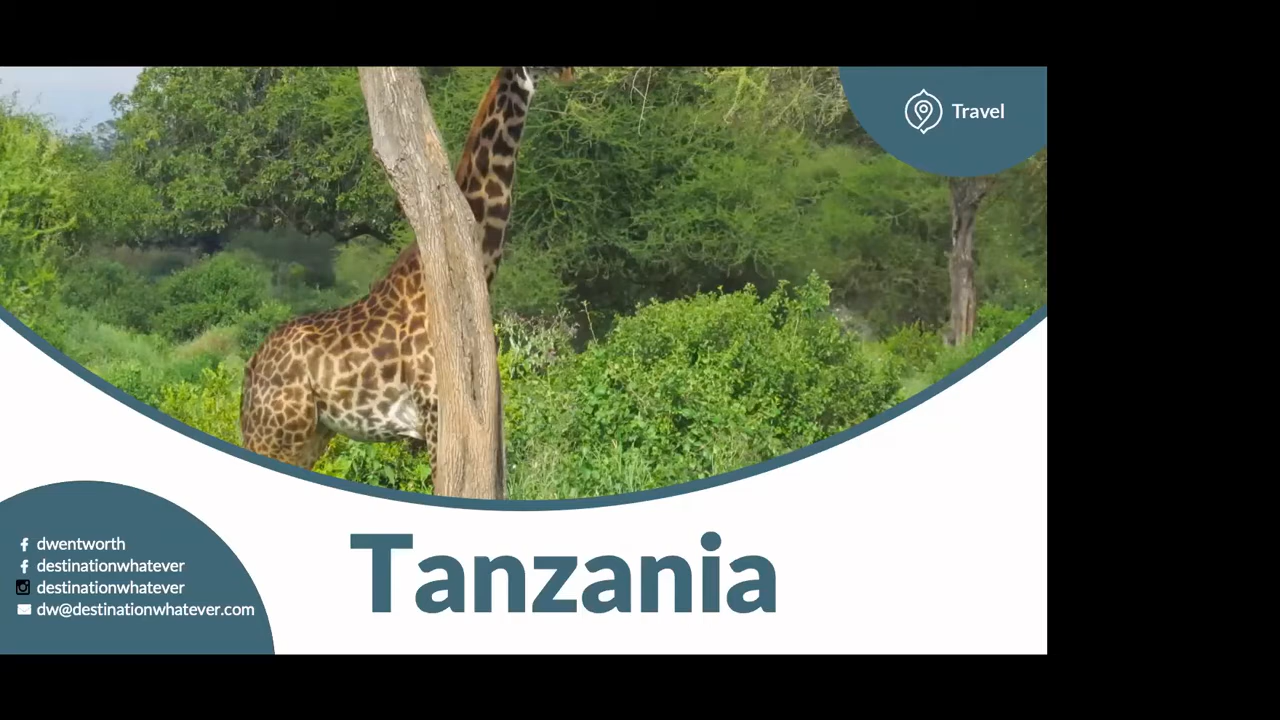 Travel
Tanzania
dwentworth
destinationwhatever
destinationwhatever
dw@destinationwhatever.com